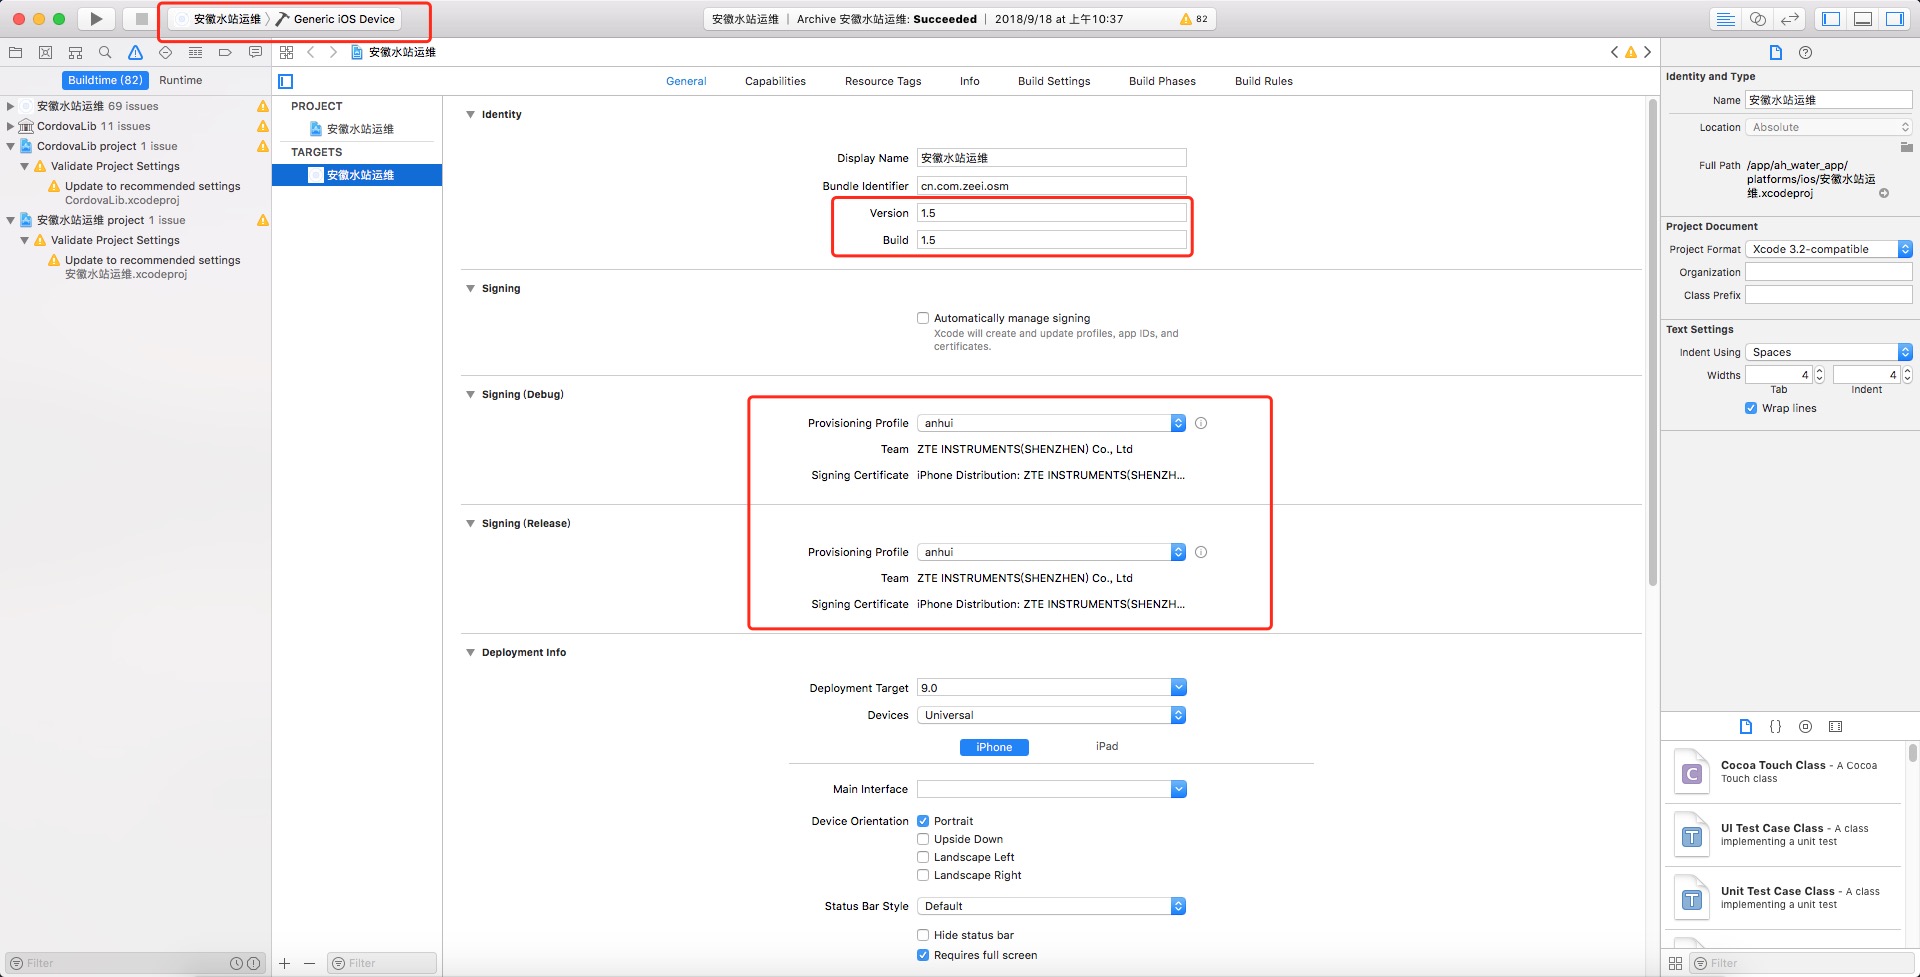 安徽水站运维 〉 Generic iOS Device
安徽水站运维 | Archive 安徽水站运维: Succeeded | 2018/9/18 at 上午10:37
82
安徽水站运维
Buildtime (82) Runtime
General Capabilities Resource Tags Info Build Settings Build Phases Build Rules
安徽水站运维 69 issues
CordovaLib 11 issues
CordovaLib project 1 issue
Validate Project Settings
Update to recommended settings
CordovaLib.xcodeproj
安徽水站运维 project 1 issue
Validate Project Settings
Update to recommended settings
安徽水站运维.xcodeproj
Filter
PROJECT
安徽水站运维
TARGETS
安徽水站运维
Filter
Identity
Display Name 安徽水站运维
Bundle Identifier cn.com.zeei.osm
Version 1.5
Build 1.5
Signing
Automatically manage signing
Xcode will create and update profiles, app IDs, and
certificates.
Signing (Debug)
Provisioning Profile anhui
Team ZTE INSTRUMENTS(SHENZHEN) Co., Ltd
Signing Certificate iPhone Distribution: ZTE INSTRUMENTS(SHENZH...
Signing (Release)
Provisioning Profile anhui
Team ZTE INSTRUMENTS(SHENZHEN) Co., Ltd
Signing Certificate iPhone Distribution: ZTE INSTRUMENTS(SHENZH...
Deployment Info
Deployment Target 9.0
Devices Universal
iPhone iPad
Main Interface
Device Orientation Portrait
Upside Down
Landscape Left
Landscape Right
Status Bar Style Default
Hide status bar
Requires full screen
Identity and Type
Name 安徽水站运维
Location Absolute
Full Path /app/ah_water_app/
platforms/ios/安徽水站运
维.xcodeproj
Project Document
Project Format Xcode 3.2-compatible
Organization
Class Prefix
Text Settings
Indent Using Spaces
Widths 4 4
Tab Indent
Wrap lines
{}
C
Cocoa Touch Class - A Cocoa
Touch class
T
UI Test Case Class - A class
implementing a unit test
T
Unit Test Case Class - A class
implementing a unit test
Filter